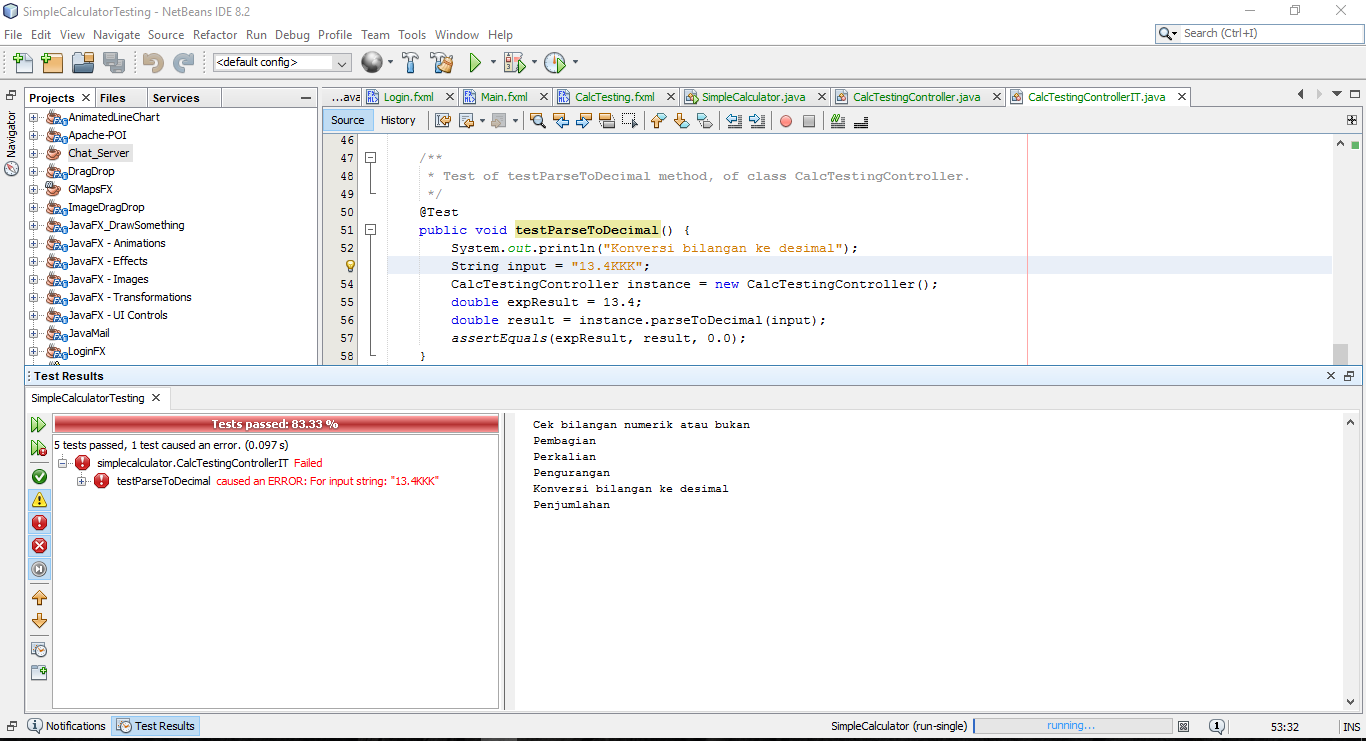 SimpleCalculatorTesting - NetBeans IDE 8.2
File Edit View Navigate Source Refactor Run Debug Profile Team Tools Window Help
Search (Ctrl+I)
<default config>
Projects Files Services
...ava Login.fxml Main.fxml CalcTesting.fxml SimpleCalculator.java CalcTestingController.java CalcTestingControllerIT.java
Navigator
Source History
AnimatedLineChart
Apache-POI
Chat_Server
DragDrop
GMapsFX
ImageDragDrop
JavaFX_DrawSomething
JavaFX - Animations
JavaFX - Effects
JavaFX - Images
JavaFX - Transformations
JavaFX - UI Controls
JavaMail
LoginFX
46
47 /**
48 * Test of testParseToDecimal method, of class CalcTestingController.
49 */
50 @Test
51 public void testParseToDecimal() {
52 System.out.println("Konversi bilangan ke desimal");
String input = "13.4KKK";
54 CalcTestingController instance = new CalcTestingController();
55 double expResult = 13.4;
56 double result = instance.parseToDecimal(input);
57 assertEquals(expResult, result, 0.0);
58 }
Test Results
SimpleCalculatorTesting
Tests passed: 83.33 %
5 tests passed, 1 test caused an error. (0.097 s)
simplecalculator.CalcTestingControllerIT Failed
testParseToDecimal caused an ERROR: For input string: "13.4KKK"
Cek bilangan numerik atau bukan
Pembagian
Perkalian
Pengurangan
Konversi bilangan ke desimal
Penjumlahan
Notifications Test Results
SimpleCalculator (run-single) running... 1 53:32 INS